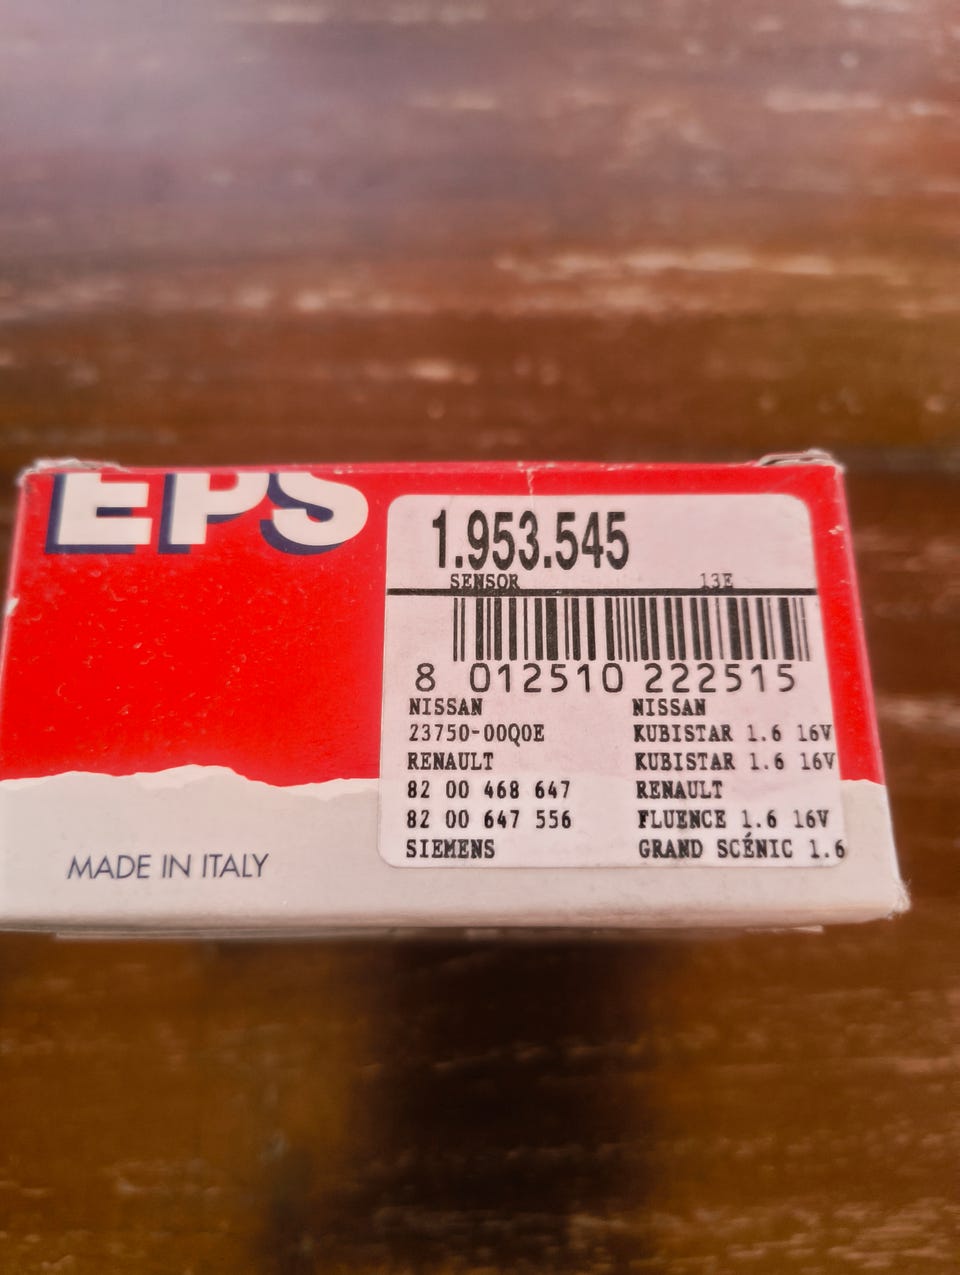 EPS
1.953.545
SENSOR 13E
8 012510 222515
NISSAN
23750-00Q0E
RENAULT
82 00 468 647
82 00 647 556
SIEMENS
NISSAN
KUBISTAR 1.6 16V
KUBISTAR 1.6 16V
RENAULT
FLUENCE 1.6 16V
GRAND SCÉNIC 1.6
MADE IN ITALY